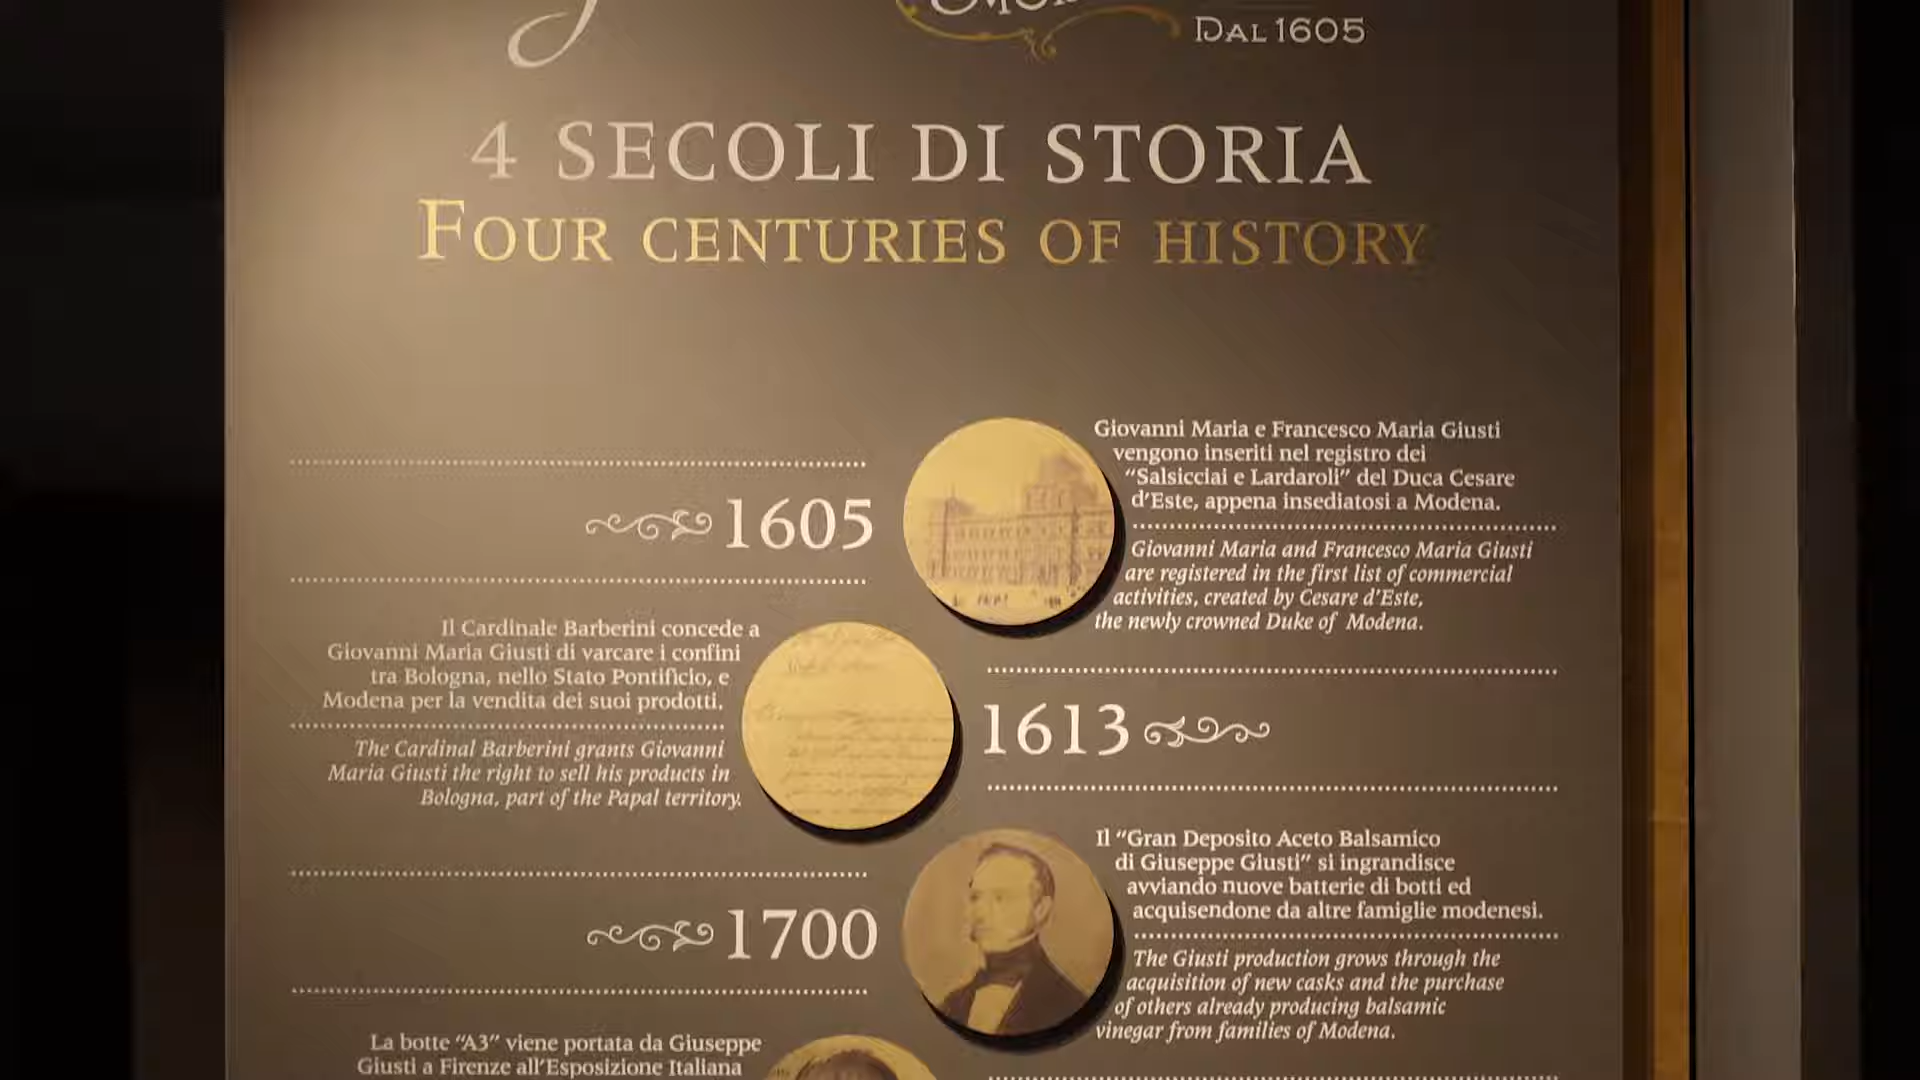 DAL 1605
4 SECOLI DI STORIA
FOUR CENTURIES OF HISTORY
1605
Giovanni Maria e Francesco Maria Giusti
vengono inseriti nel registro dei
“Salsicciai e Lardaroli” del Duca Cesare
d’Este, appena insediatosi a Modena.
Giovanni Maria and Francesco Maria Giusti
are registered in the first list of commercial
activities, created by Cesare d’Este,
the newly crowned Duke of Modena.
Il Cardinale Barberini concede a
Giovanni Maria Giusti di varcare i confini
tra Bologna, nello Stato Pontificio, e
Modena per la vendita dei suoi prodotti.
The Cardinal Barberini grants Giovanni
Maria Giusti the right to sell his products in
Bologna, part of the Papal territory.
1613
1700
Il “Gran Deposito Aceto Balsamico
di Giuseppe Giusti” si ingrandisce
avviando nuove batterie di botti ed
acquisendone da altre famiglie modenesi.
The Giusti production grows through the
acquisition of new casks and the purchase
of others already producing balsamic
vinegar from families of Modena.
La botte “A3” viene portata da Giuseppe
Giusti a Firenze all’Esposizione Italiana